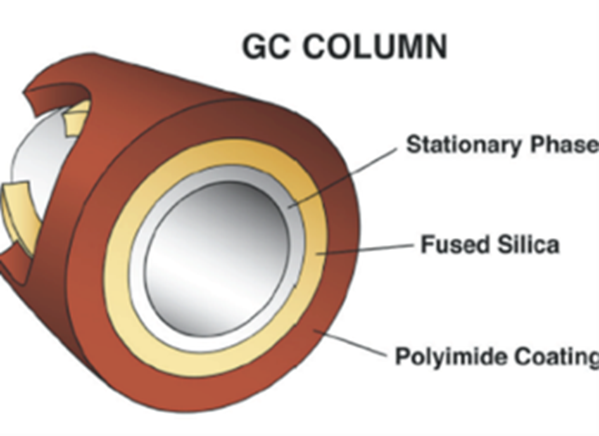 GC COLUMN
Stationary Phase
Fused Silica
Polyimide Coating